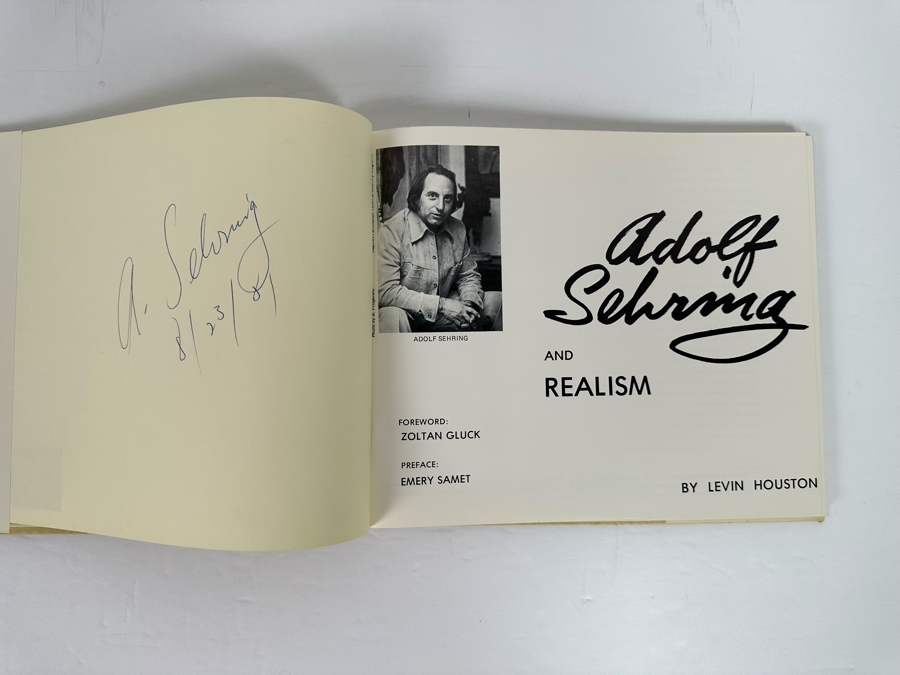 A. Sehring
8/23/81
ADOLF SEHRING
FOREWORD:
ZOLTAN GLUCK
PREFACE:
EMERY SAMET
Adolf
Sehring
AND
REALISM
BY LEVIN HOUSTON